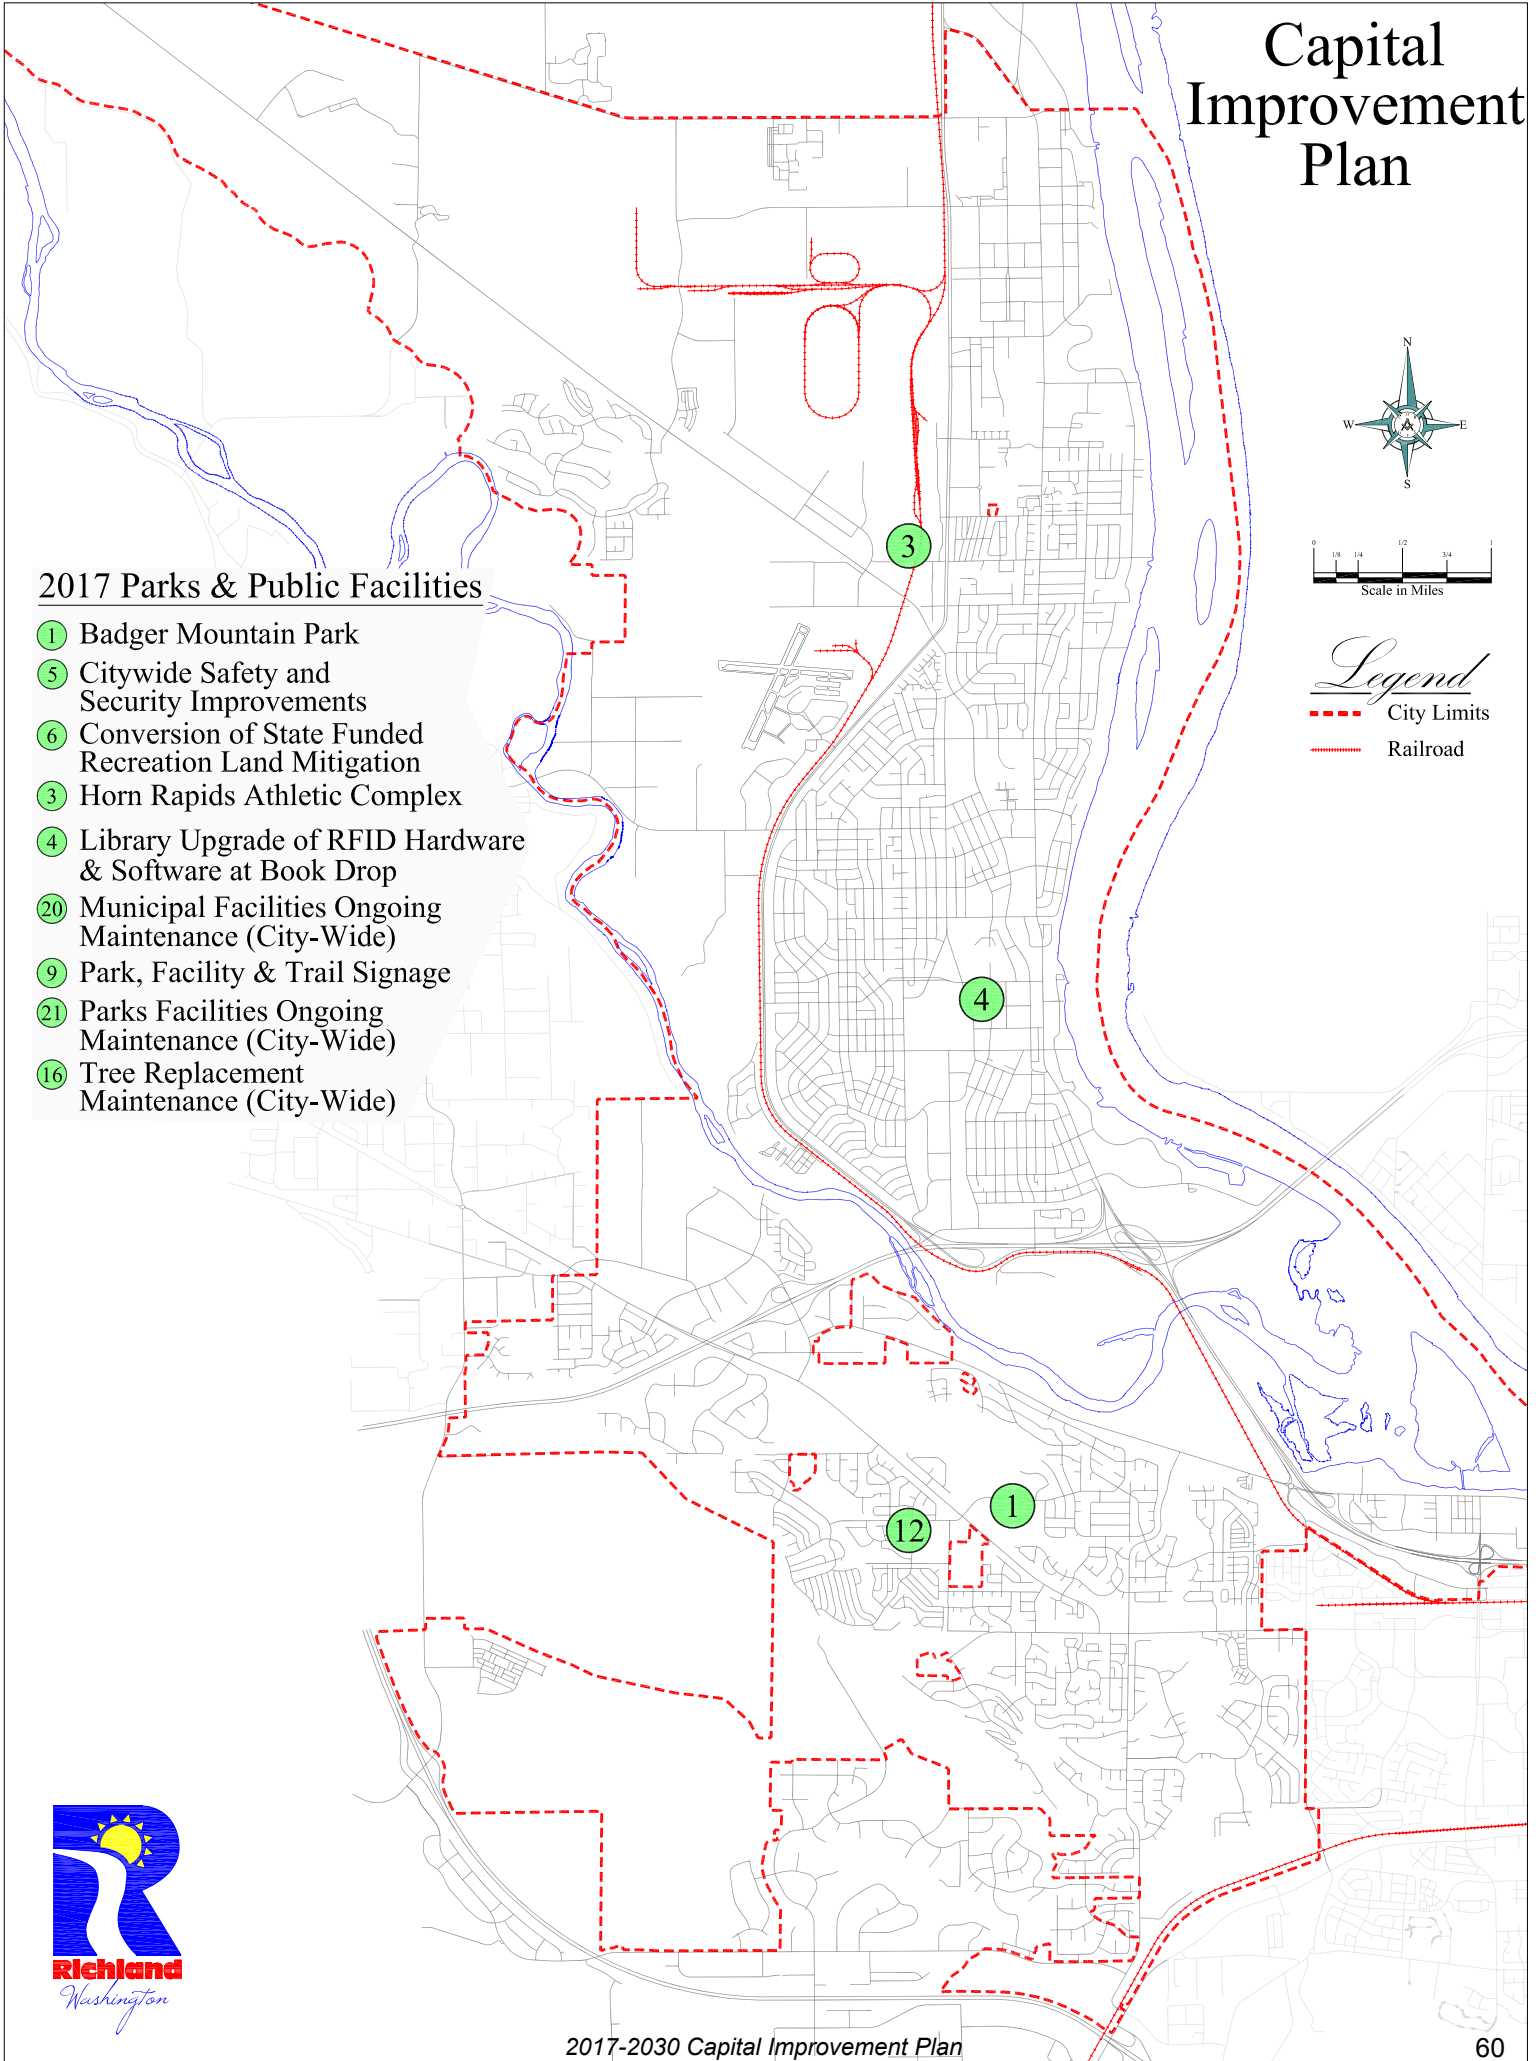 Capital
Improvement
Plan
N
W E
S
0 1/8 1/4 1/2 3/4 1
Scale in Miles
Legend
City Limits
Railroad
2017 Parks & Public Facilities
1 Badger Mountain Park
5 Citywide Safety and
Security Improvements
6 Conversion of State Funded
Recreation Land Mitigation
3 Horn Rapids Athletic Complex
4 Library Upgrade of RFID Hardware
& Software at Book Drop
20 Municipal Facilities Ongoing
Maintenance (City-Wide)
9 Park, Facility & Trail Signage
21 Parks Facilities Ongoing
Maintenance (City-Wide)
16 Tree Replacement
Maintenance (City-Wide)
3
4
1
12
Richland
Washington
2017-2030 Capital Improvement Plan
60